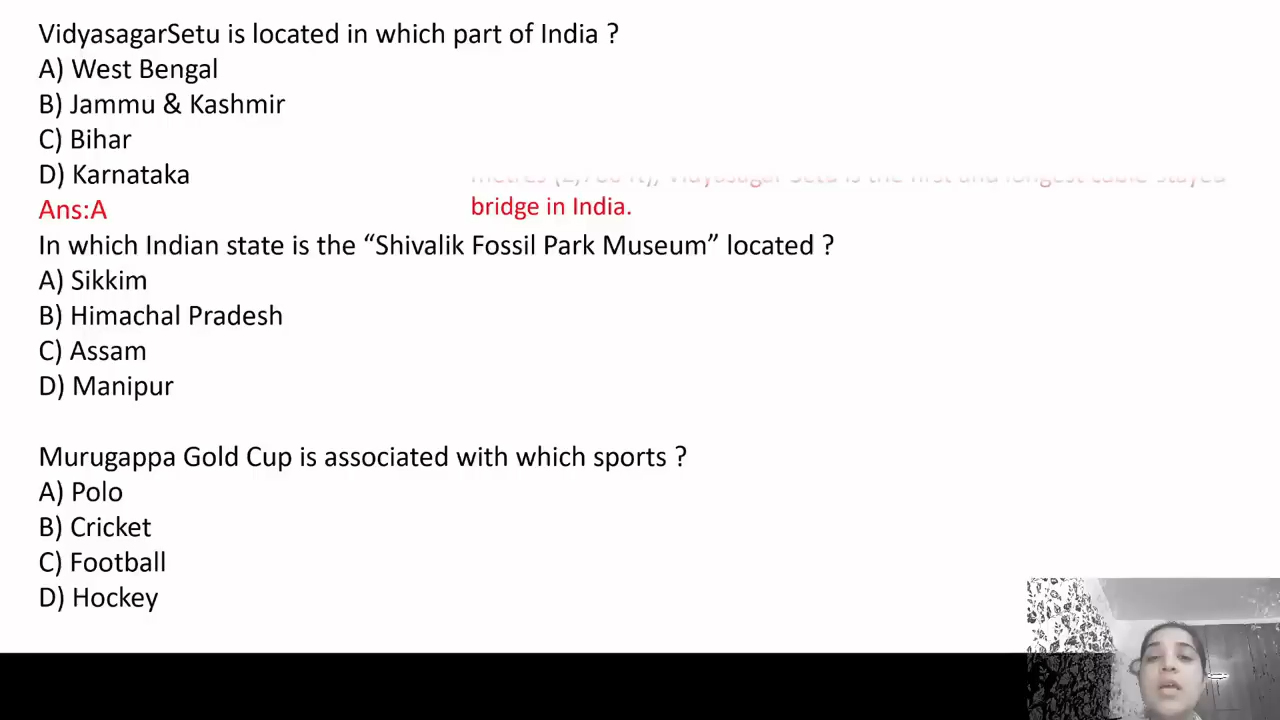 VidyasagarSetu is located in which part of India ?
A) West Bengal
B) Jammu & Kashmir
C) Bihar
D) Karnataka
metres (2,700 ft), Vidyasagar Setu is the first and longest cable-stayed
Ans:A
bridge in India.
In which Indian state is the “Shivalik Fossil Park Museum” located ?
A) Sikkim
B) Himachal Pradesh
C) Assam
D) Manipur
Murugappa Gold Cup is associated with which sports ?
A) Polo
B) Cricket
C) Football
D) Hockey